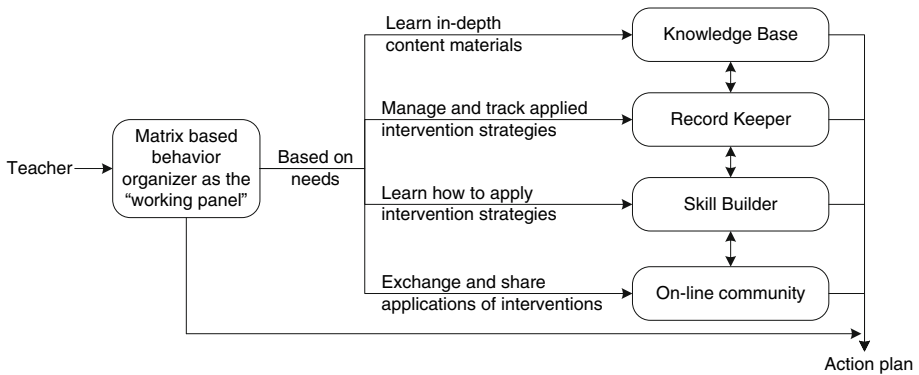 Teacher
Matrix based
behavior
organizer as the
“working panel”
Based on
needs
Learn in-depth
content materials
Knowledge Base
Manage and track applied
intervention strategies
Record Keeper
Learn how to apply
intervention strategies
Skill Builder
Exchange and share
applications of interventions
On-line community
Action plan